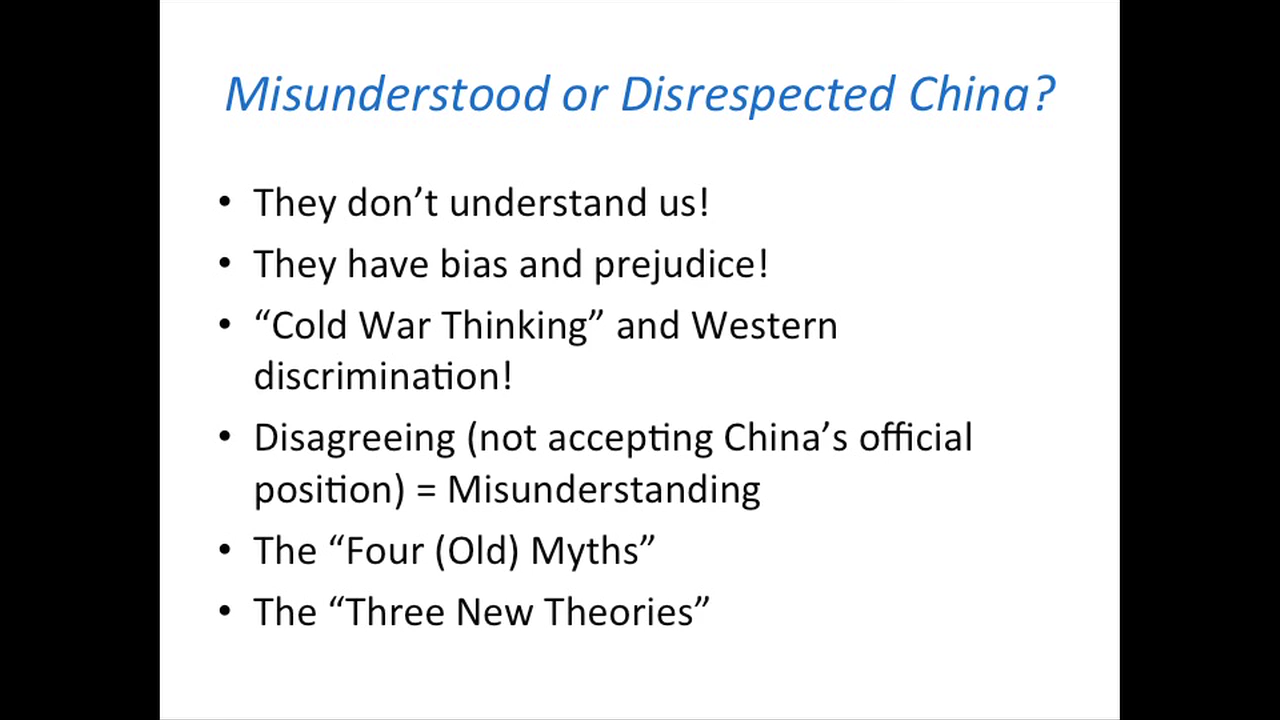 Misunderstood or Disrespected China?
• They don’t understand us!
• They have bias and prejudice!
• “Cold War Thinking” and Western
discrimination!
• Disagreeing (not accepting China’s official
position) = Misunderstanding
• The “Four (Old) Myths”
• The “Three New Theories”